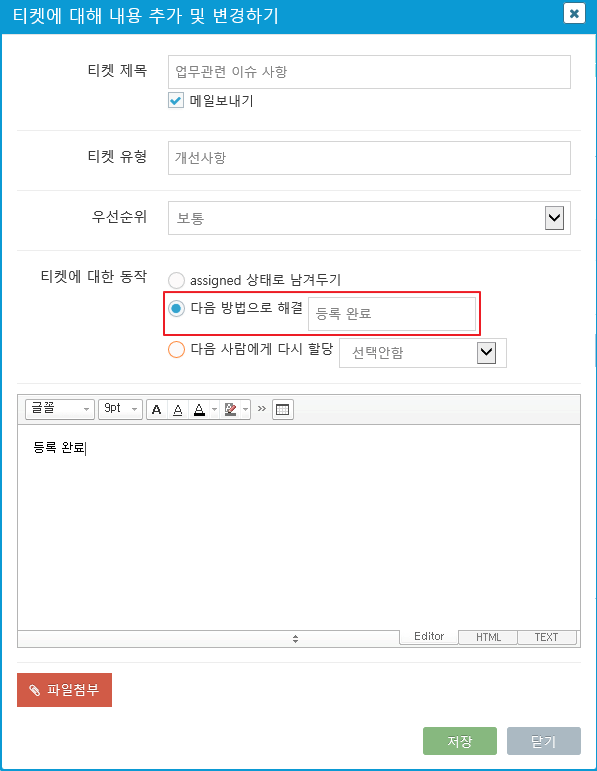 티켓에 대해 내용 추가 및 변경하기
티켓 제목 업무관련 이슈 사항
메일보내기
티켓 유형 개선사항
우선순위 보통
티켓에 대한 동작 assigned 상태로 남겨두기
다음 방법으로 해결 등록 완료
다음 사람에게 다시 할당 선택안함
글꼴 9pt 가 가 가
등록 완료
Editor HTML TEXT
파일첨부
저장 닫기